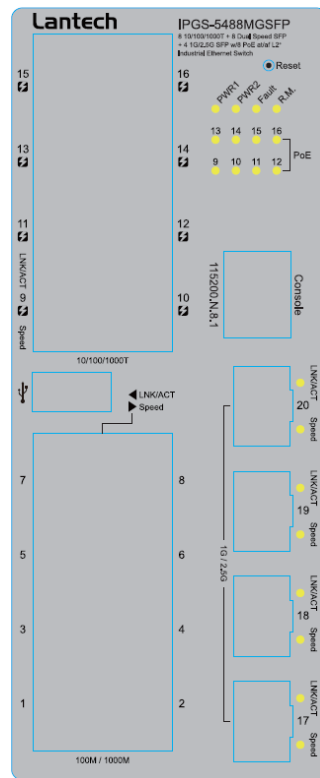 Lantech
IPGS-5488MGSFP
8 10/100/1000T + 8 Dual Speed SFP
+ 4 1G/2.5G SFP w/8 PoE at/af L2+
Industrial Ethernet Switch
Reset
PWR1 PWR2 Fault R.M.
13 14 15 16
9 10 11 12
PoE
15 16
13 14
11 12
9 10
LNK/ACT
Speed
10/100/1000T
115200.N.8.1
Console
LNK/ACT
Speed
7 8
5 6
3 4
1 2
100M / 1000M
1G / 2.5G
LNK/ACT
20
Speed
LNK/ACT
19
Speed
LNK/ACT
18
Speed
LNK/ACT
17
Speed